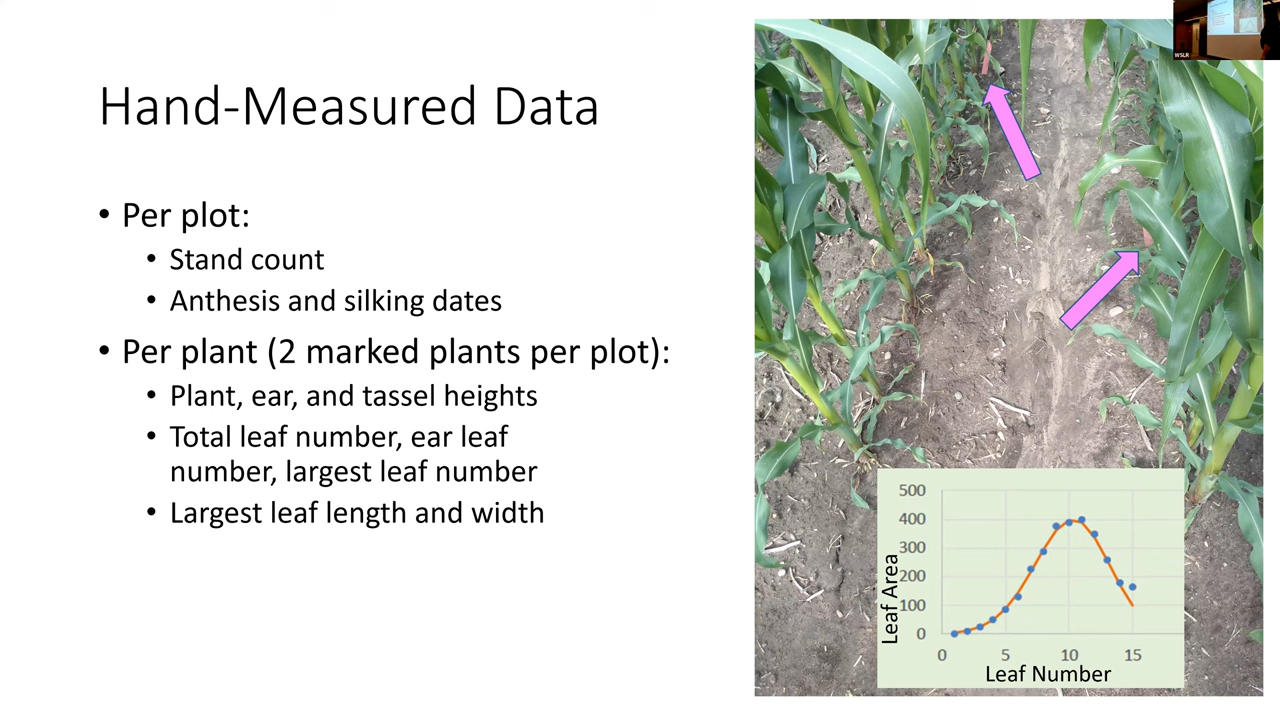 Hand-Measured Data
• Per plot:
• Stand count
• Anthesis and silking dates
• Per plant (2 marked plants per plot):
• Plant, ear, and tassel heights
• Total leaf number, ear leaf
number, largest leaf number
• Largest leaf length and width
WSLR
500
400
300
200
100
0
Leaf Area
0 5 10 15
Leaf Number